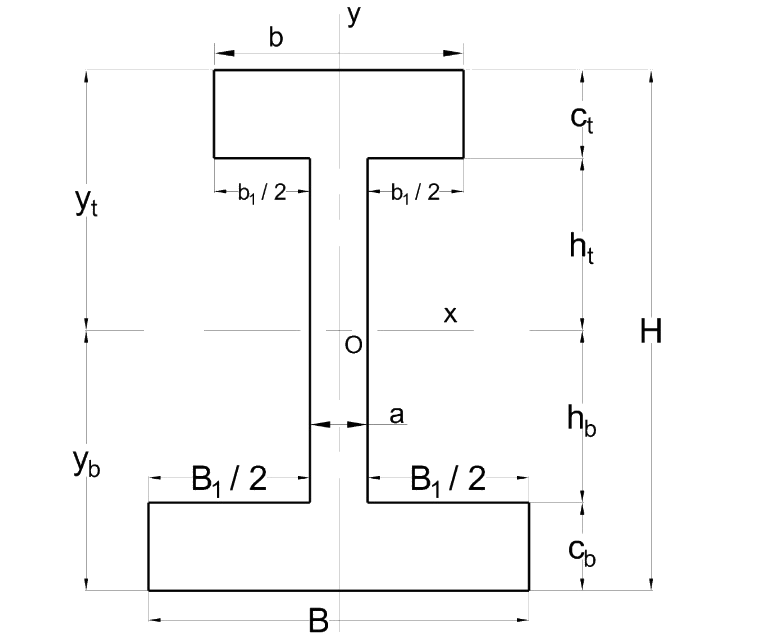 y
b
c_t
b_1 / 2
b_1 / 2
y_t
h_t
x
H
O
a
h_b
y_b
B_1 / 2
B_1 / 2
c_b
B